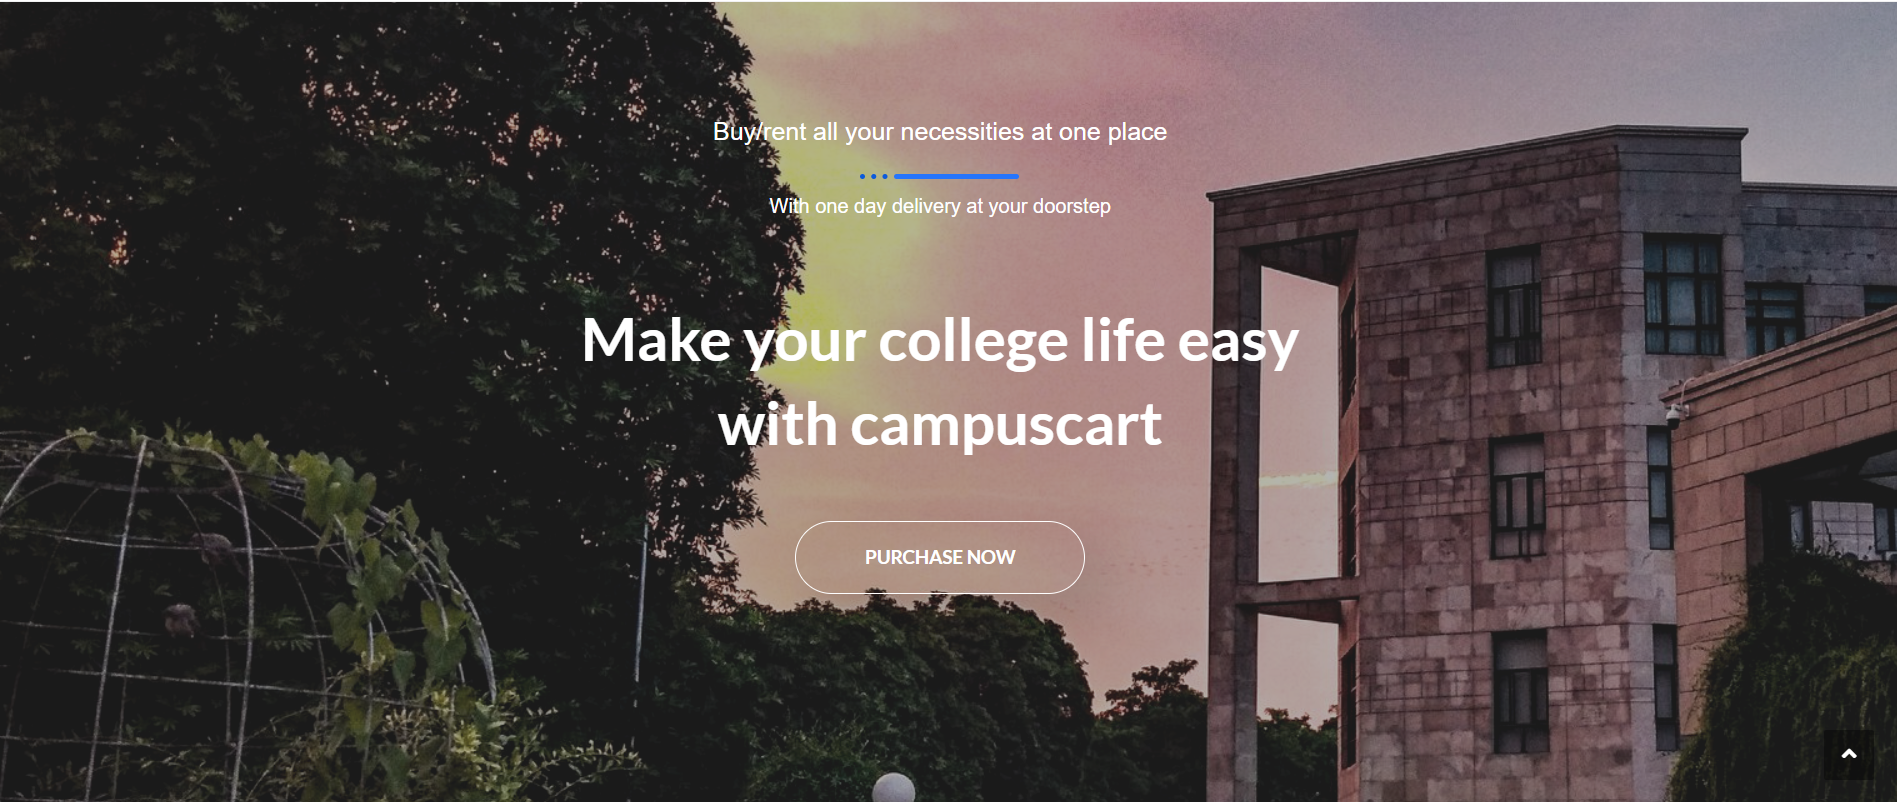 Buy/rent all your necessities at one place
With one day delivery at your doorstep
Make your college life easy
with campuscart
PURCHASE NOW